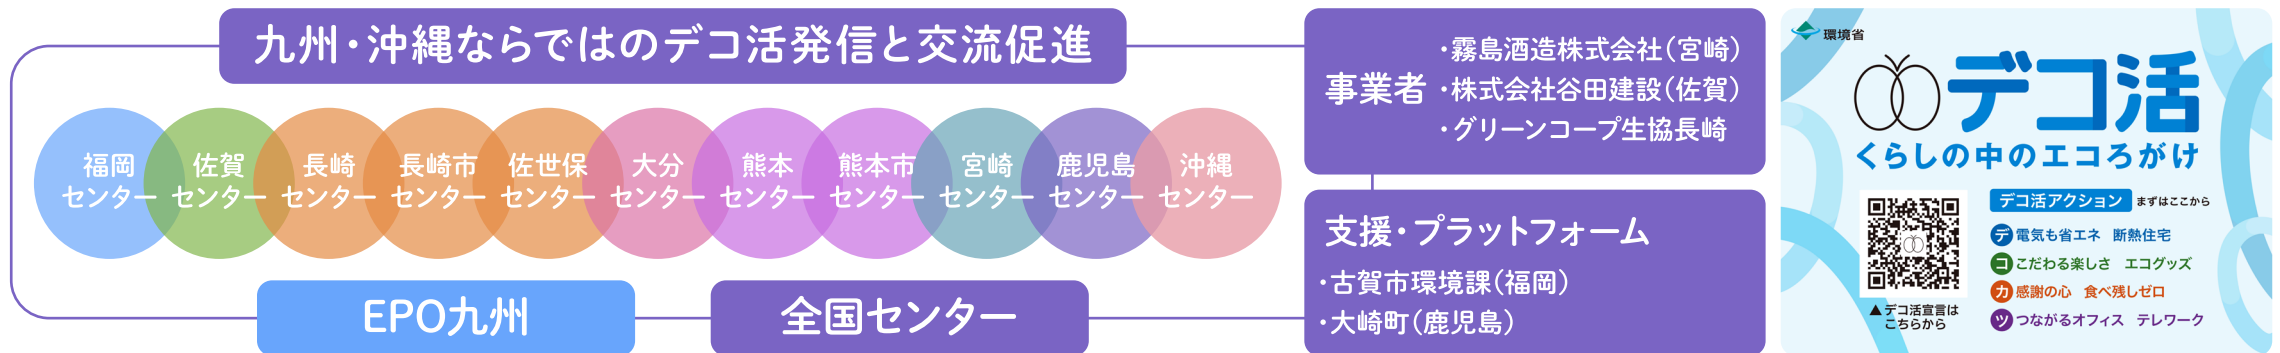 九州・沖縄ならではのデコ活発信と交流促進
福岡
センター
佐賀
センター
長崎
センター
長崎市
センター
佐世保
センター
大分
センター
熊本
センター
熊本市
センター
宮崎
センター
鹿児島
センター
沖縄
センター
EPO九州
全国センター
事業者
・霧島酒造株式会社(宮崎)
・株式会社谷田建設(佐賀)
・グリーンコープ生協長崎
支援・プラットフォーム
・古賀市環境課(福岡)
・大崎町(鹿児島)
環境省
デコ活
くらしの中のエコろがけ
デコ活アクション まずはここから
デ 電気も省エネ 断熱住宅
コ こだわる楽しさ エコグッズ
カ 感謝の心 食べ残しゼロ
ツ つながるオフィス テレワーク
▲デコ活宣言は
こちらから